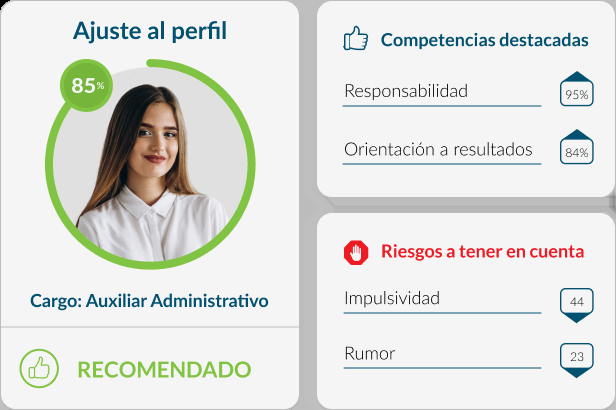 Ajuste al perfil
85%
Cargo: Auxiliar Administrativo
RECOMENDADO
Competencias destacadas
Responsabilidad
95%
Orientación a resultados
84%
Riesgos a tener en cuenta
Impulsividad
44
Rumor
23